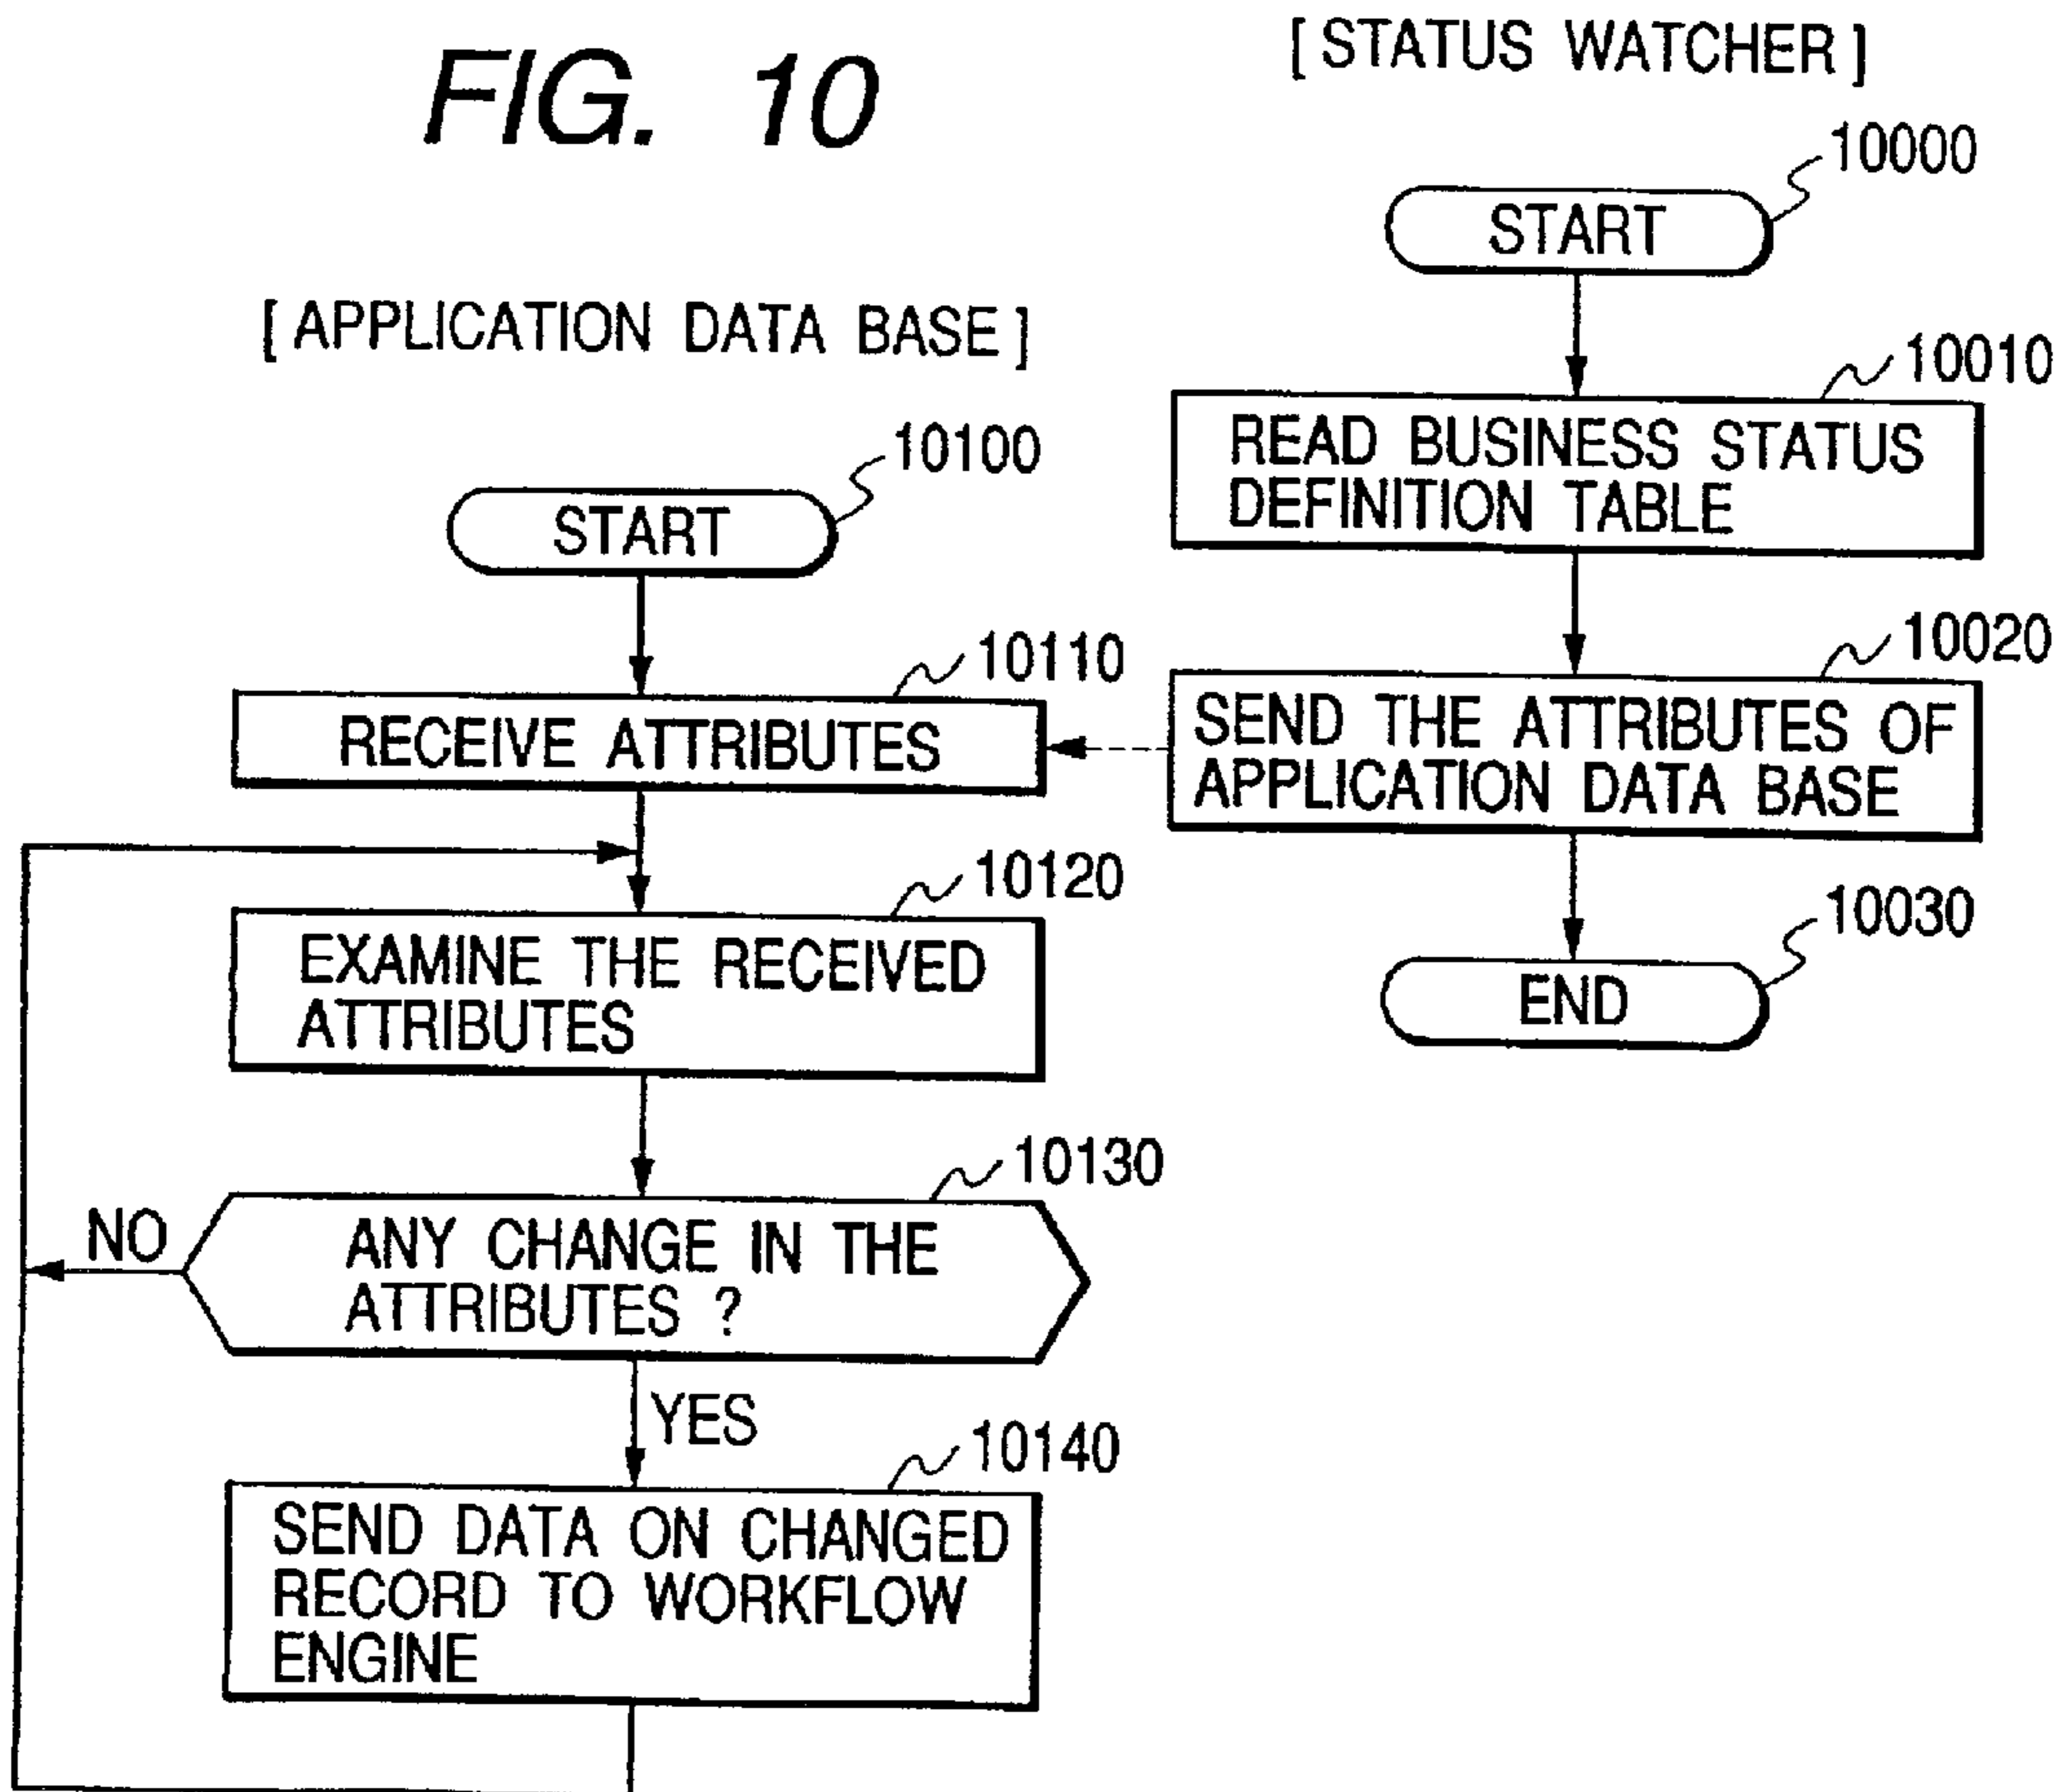 FIG. 10
[ STATUS WATCHER ]
10000
START
10010
READ BUSINESS STATUS
DEFINITION TABLE
10020
SEND THE ATTRIBUTES OF
APPLICATION DATA BASE
10030
END
[ APPLICATION DATA BASE ]
10100
START
10110
RECEIVE ATTRIBUTES
10120
EXAMINE THE RECEIVED
ATTRIBUTES
10130
ANY CHANGE IN THE
ATTRIBUTES ?
NO
YES
10140
SEND DATA ON CHANGED
RECORD TO WORKFLOW
ENGINE